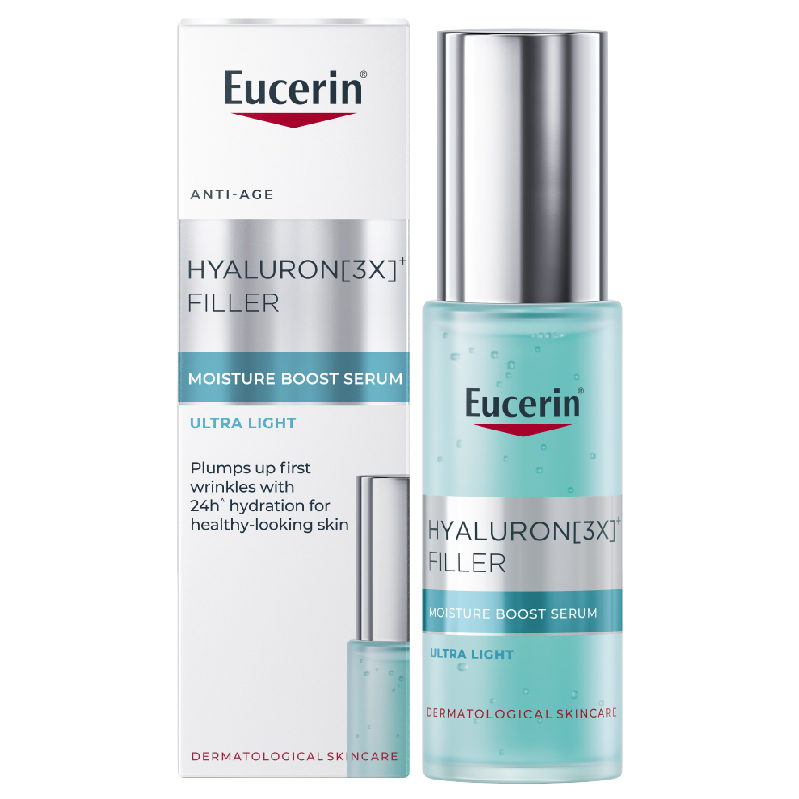 Eucerin®
ANTI-AGE
HYALURON[3X]⁺
FILLER
MOISTURE BOOST SERUM
ULTRA LIGHT
Plumps up first
wrinkles with
24h^ hydration for
healthy-looking skin
DERMATOLOGICAL SKINCARE
Eucerin®
HYALURON[3X]⁺
FILLER
MOISTURE BOOST SERUM
ULTRA LIGHT
DERMATOLOGICAL SKINCARE